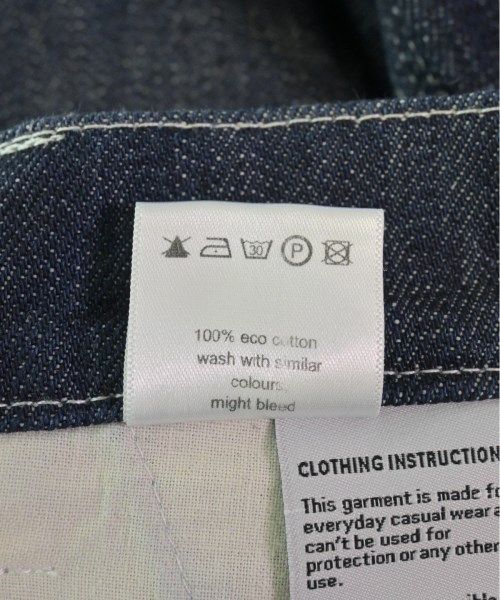 30 P
100% eco cotton
wash with similar
colours.
might bleed
CLOTHING INSTRUCTION
This garment is made fo
everyday casual wear a
can't be used for
protection or any other
use.